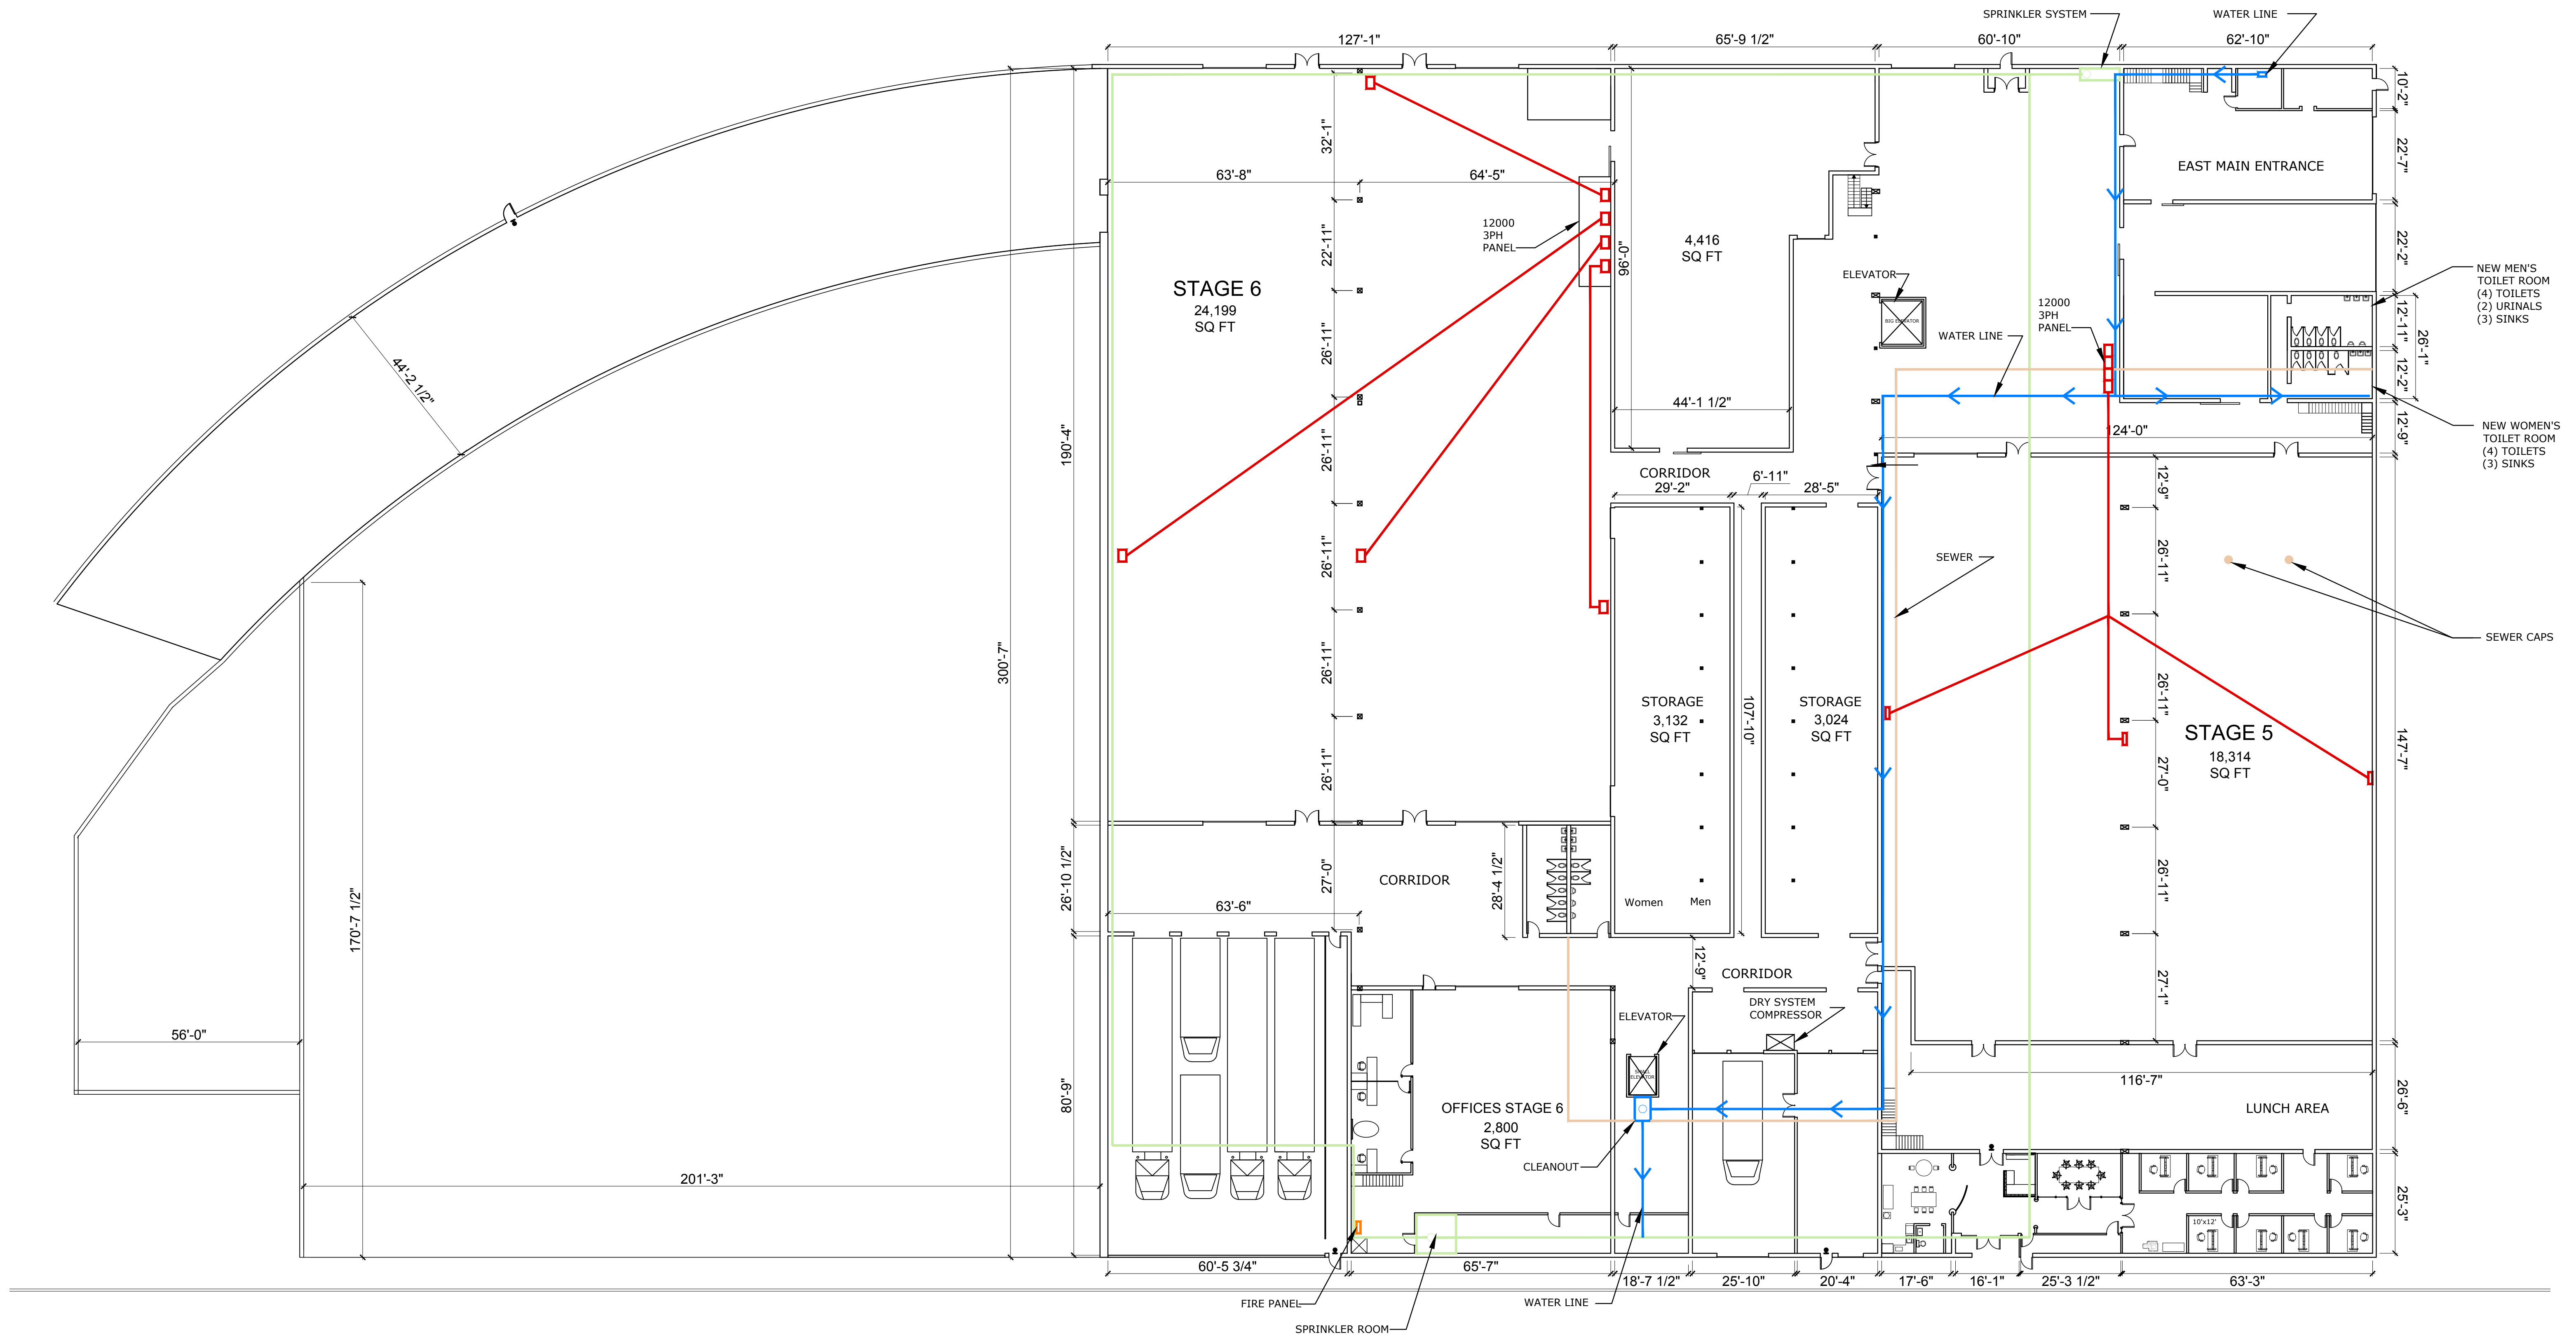 SPRINKLER SYSTEM
WATER LINE
127'-1"
65'-9 1/2"
60'-10"
62'-10"
10'-2"
32'-1"
22'-7"
EAST MAIN ENTRANCE
63'-8"
64'-5"
12000
3PH
PANEL
4,416
SQ FT
96'-0"
22'-11"
22'-2"
ELEVATOR
BIG ELEVATOR
NEW MEN'S
TOILET ROOM
(4) TOILETS
(2) URINALS
(3) SINKS
STAGE 6
24,199
SQ FT
12000
3PH
PANEL
WATER LINE
12'-11"
26'-1"
12'-2"
26'-11"
44'-2 1/2"
44'-1 1/2"
NEW WOMEN'S
TOILET ROOM
(4) TOILETS
(3) SINKS
124'-0"
12'-9"
190'-4"
26'-11"
CORRIDOR
6'-11"
29'-2"
28'-5"
12'-9"
26'-11"
SEWER
26'-11"
SEWER CAPS
300'-7"
26'-11"
26'-11"
STORAGE
3,132
SQ FT
107'-10"
STORAGE
3,024
SQ FT
STAGE 5
18,314
SQ FT
147'-7"
26'-11"
27'-0"
26'-10 1/2"
27'-0"
CORRIDOR
28'-4 1/2"
26'-11"
Women
Men
63'-6"
170'-7 1/2"
12'-9"
CORRIDOR
27'-1"
DRY SYSTEM
COMPRESSOR
ELEVATOR
SMALL
ELEVATOR
56'-0"
80'-9"
116'-7"
26'-6"
OFFICES STAGE 6
2,800
SQ FT
LUNCH AREA
CLEANOUT
201'-3"
25'-3"
10'x12'
60'-5 3/4"
65'-7"
18'-7 1/2"
25'-10"
20'-4"
17'-6"
16'-1"
25'-3 1/2"
63'-3"
FIRE PANEL
WATER LINE
SPRINKLER ROOM